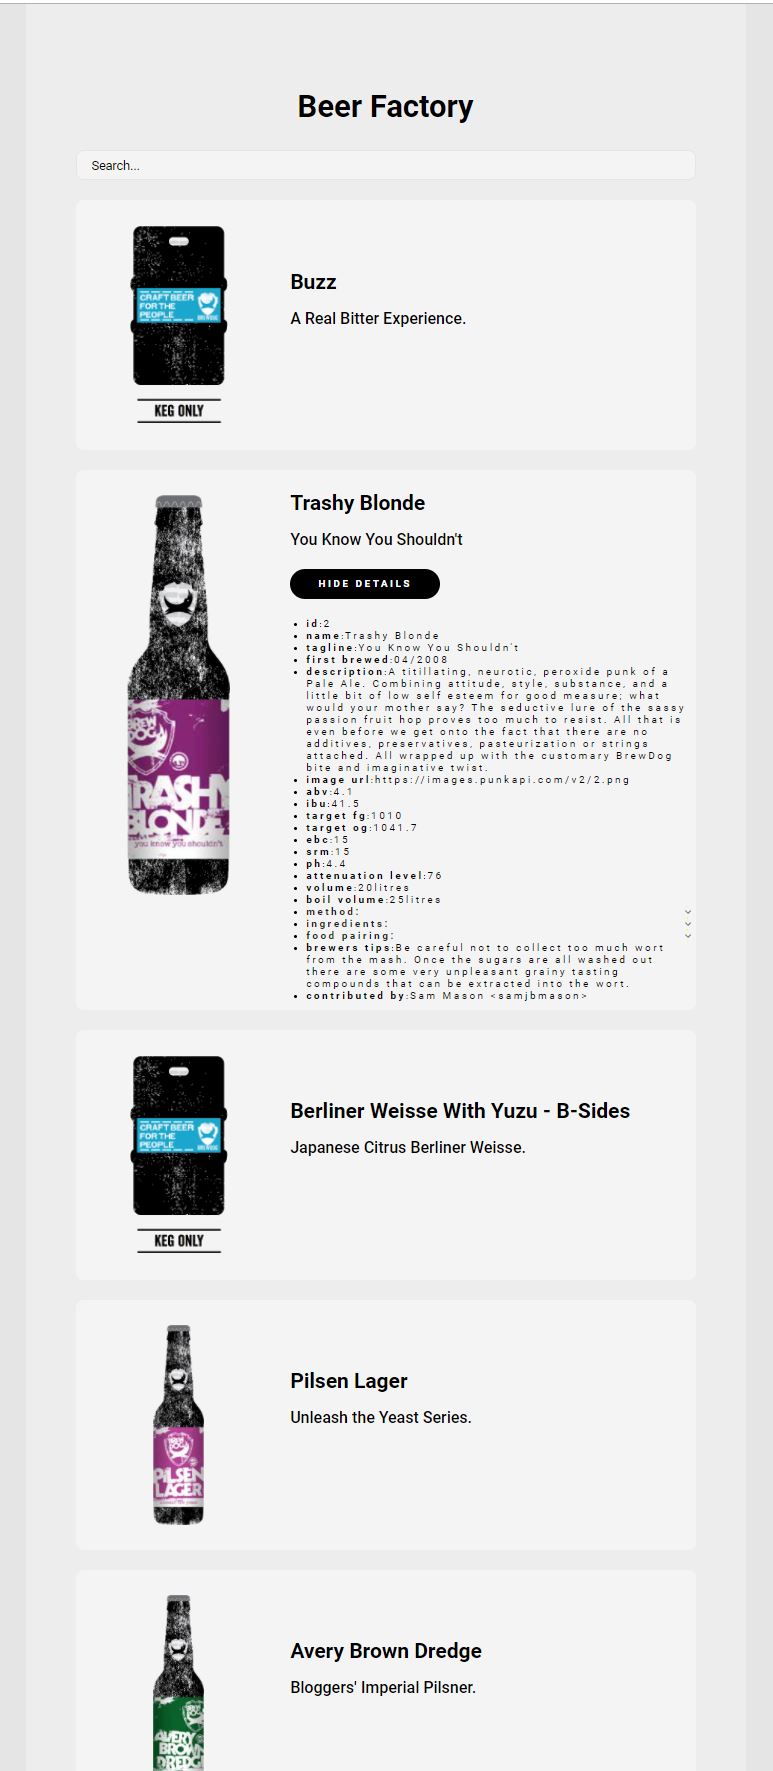 Beer Factory
Search...
CRAFT BEER
FOR THE
PEOPLE
BREWDOG
KEG ONLY
Buzz
A Real Bitter Experience.
BREW
DOG
TRASHY
BLONDE
you know you shouldn't
Trashy Blonde
You Know You Shouldn't
HIDE DETAILS
id:2
name:Trashy Blonde
tagline:You Know You Shouldn't
first brewed:04/2008
description:A titillating, neurotic, peroxide punk of a
Pale Ale. Combining attitude, style, substance, and a
little bit of low self esteem for good measure; what
would your mother say? The seductive lure of the sassy
passion fruit hop proves too much to resist. All that is
even before we get onto the fact that there are no
additives, preservatives, pasteurization or strings
attached. All wrapped up with the customary BrewDog
bite and imaginative twist.
image url:https://images.punkapi.com/v2/2.png
abv:4.1
ibu:41.5
target fg:1010
target og:1041.7
ebc:15
srm:15
ph:4.4
attenuation level:76
volume:20litres
boil volume:25litres
method:
ingredients:
food pairing:
brewers tips:Be careful not to collect too much wort
from the mash. Once the sugars are all washed out
there are some very unpleasant grainy tasting
compounds that can be extracted into the wort.
contributed by:Sam Mason <samjbmason>
CRAFT BEER
FOR THE
PEOPLE
BREWDOG
KEG ONLY
Berliner Weisse With Yuzu - B-Sides
Japanese Citrus Berliner Weisse.
BREW
DOG
PILSEN
LAGER
Pilsen Lager
Unleash the Yeast Series.
AVERY
BROWN
DREDGE
Avery Brown Dredge
Bloggers' Imperial Pilsner.